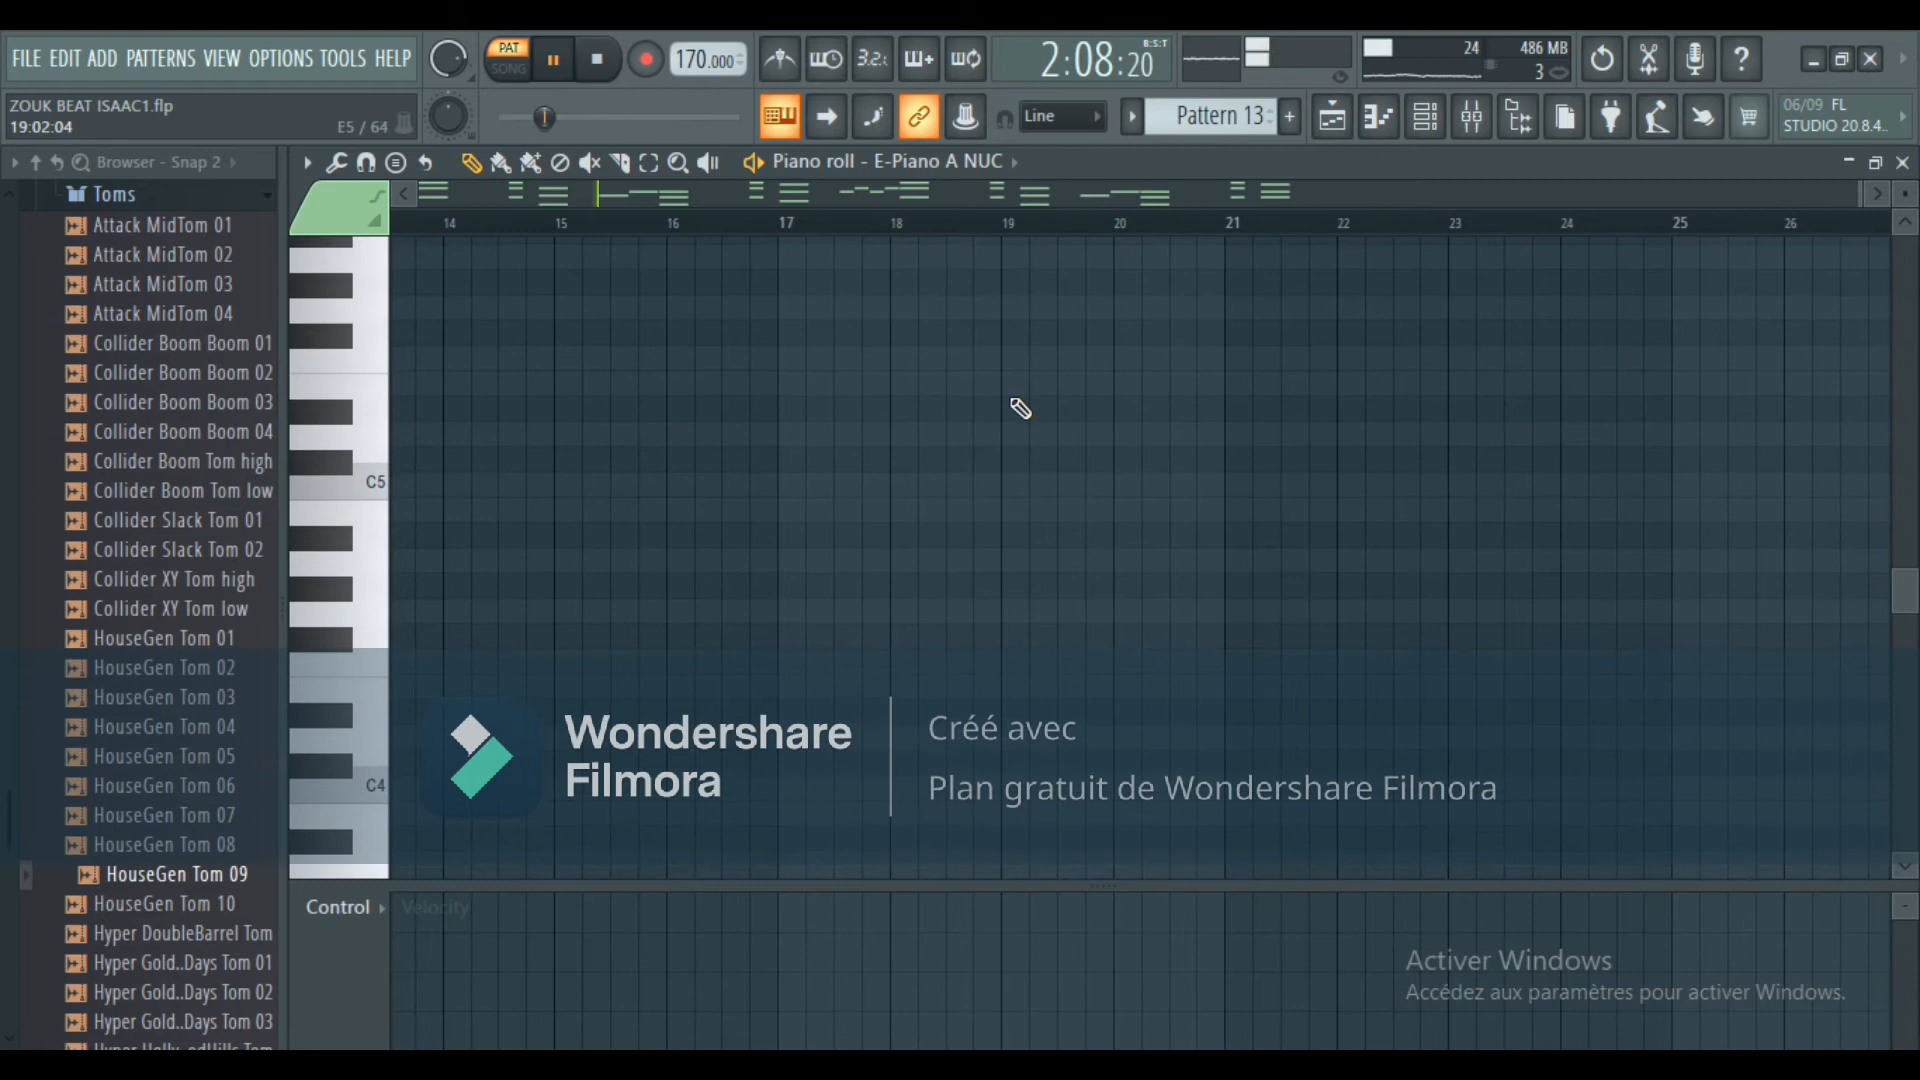 FILE EDIT ADD PATTERNS VIEW OPTIONS TOOLS HELP
PAT
SONG
170.000
3.2.
2:08:20
B:S:T
24
486 MB
3
ZOUK BEAT ISAAC1.flp
19:02:04
E5 / 64
Line
Pattern 13
06/09 FL
STUDIO 20.8.4..
Browser - Snap 2
Piano roll - E-Piano A NUC
Toms
Attack MidTom 01
Attack MidTom 02
Attack MidTom 03
Attack MidTom 04
Collider Boom Boom 01
Collider Boom Boom 02
Collider Boom Boom 03
Collider Boom Boom 04
Collider Boom Tom high
Collider Boom Tom low
Collider Slack Tom 01
Collider Slack Tom 02
Collider XY Tom high
Collider XY Tom low
HouseGen Tom 01
HouseGen Tom 02
HouseGen Tom 03
HouseGen Tom 04
HouseGen Tom 05
HouseGen Tom 06
HouseGen Tom 07
HouseGen Tom 08
HouseGen Tom 09
HouseGen Tom 10
Hyper DoubleBarrel Tom
Hyper Gold..Days Tom 01
Hyper Gold..Days Tom 02
Hyper Gold..Days Tom 03
14 15 16 17 18 19 20 21 22 23 24 25 26
C5
C4
Wondershare
Filmora
Créé avec
Plan gratuit de Wondershare Filmora
Control
Velocity
Activer Windows
Accédez aux paramètres pour activer Windows.